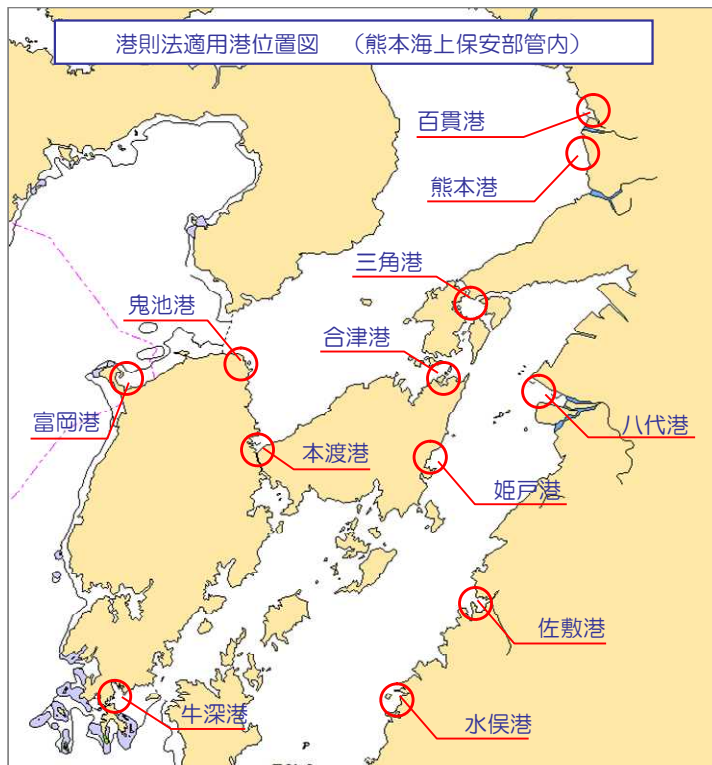 港則法適用港位置図 （熊本海上保安部管内）
百貫港
熊本港
三角港
鬼池港
合津港
富岡港
八代港
本渡港
姫戸港
佐敷港
牛深港
水俣港
P